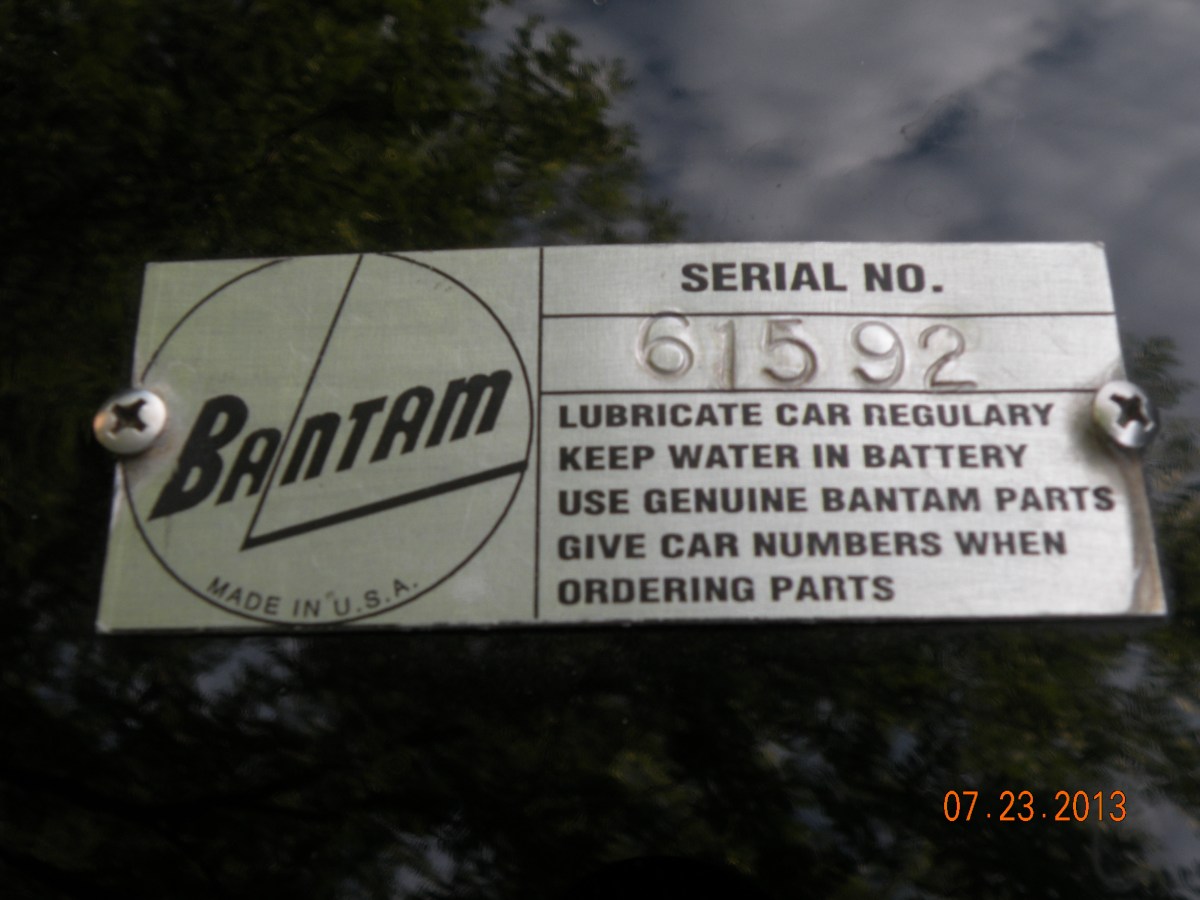 BANTAM
MADE IN U.S.A.
SERIAL NO.
61592
LUBRICATE CAR REGULARY
KEEP WATER IN BATTERY
USE GENUINE BANTAM PARTS
GIVE CAR NUMBERS WHEN
ORDERING PARTS
07.23.2013